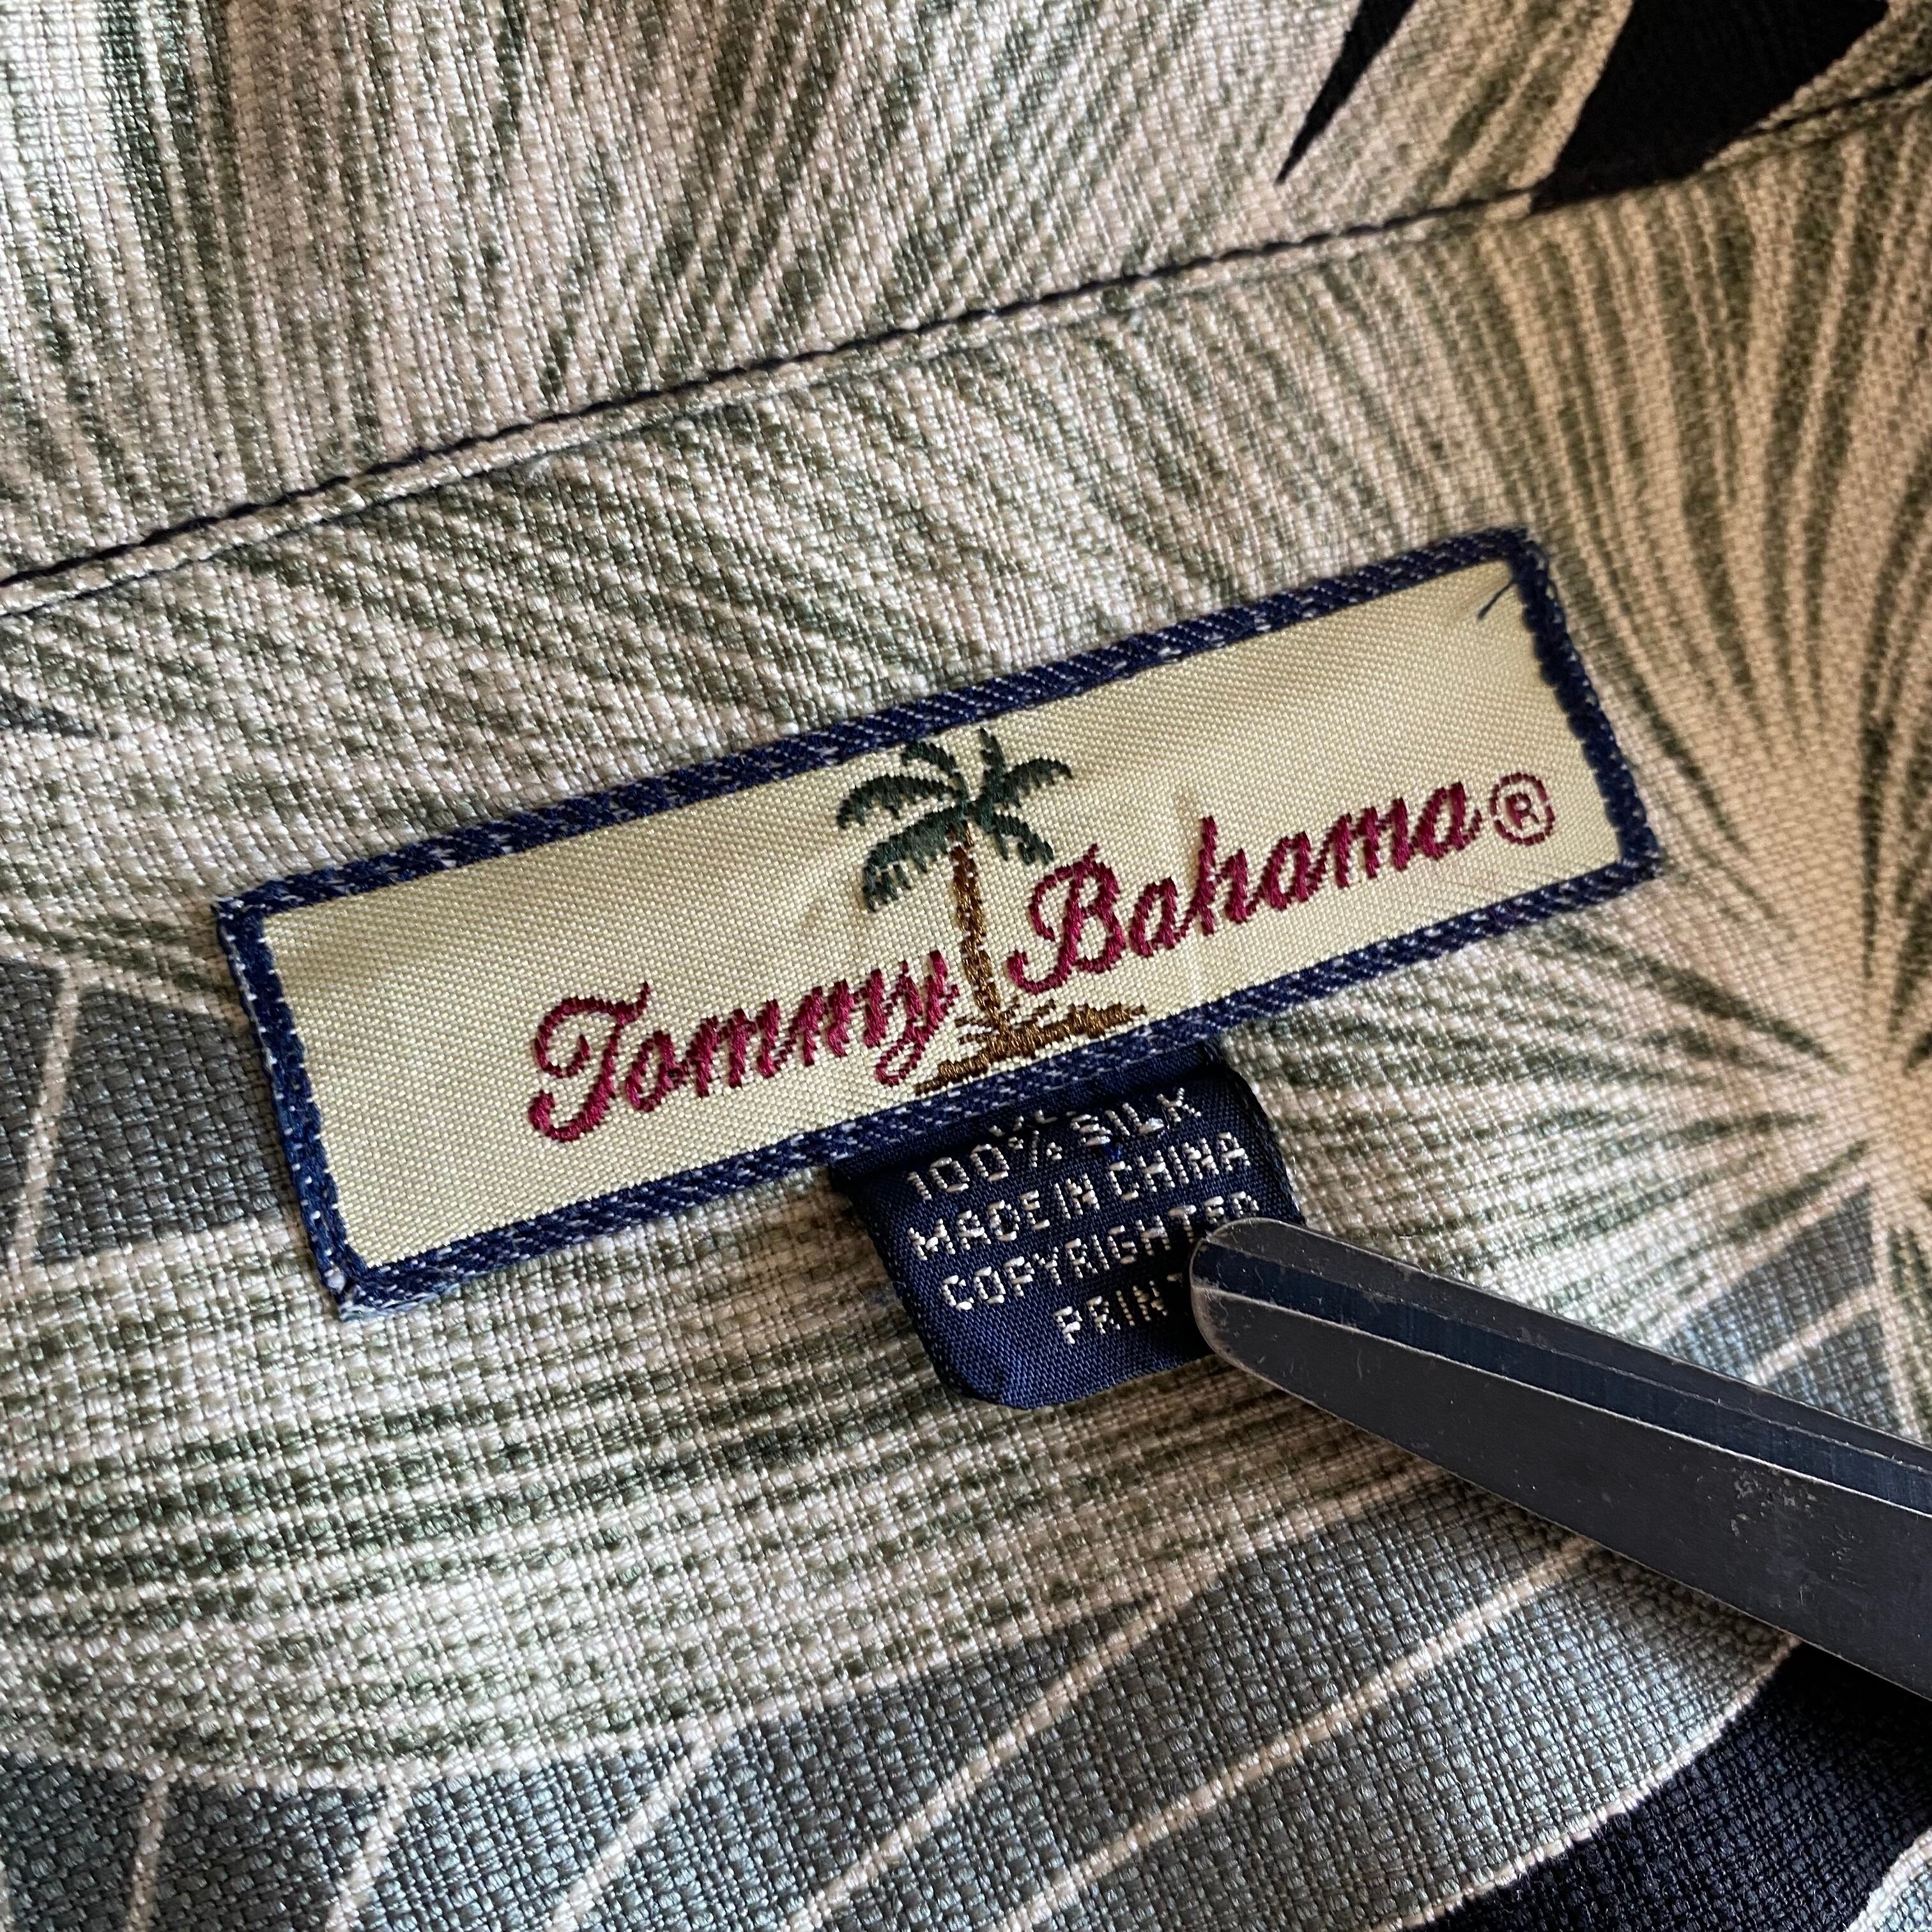 Tommy Bahama®
100% SILK
MADE IN CHINA
COPYRIGHTED
PRINT